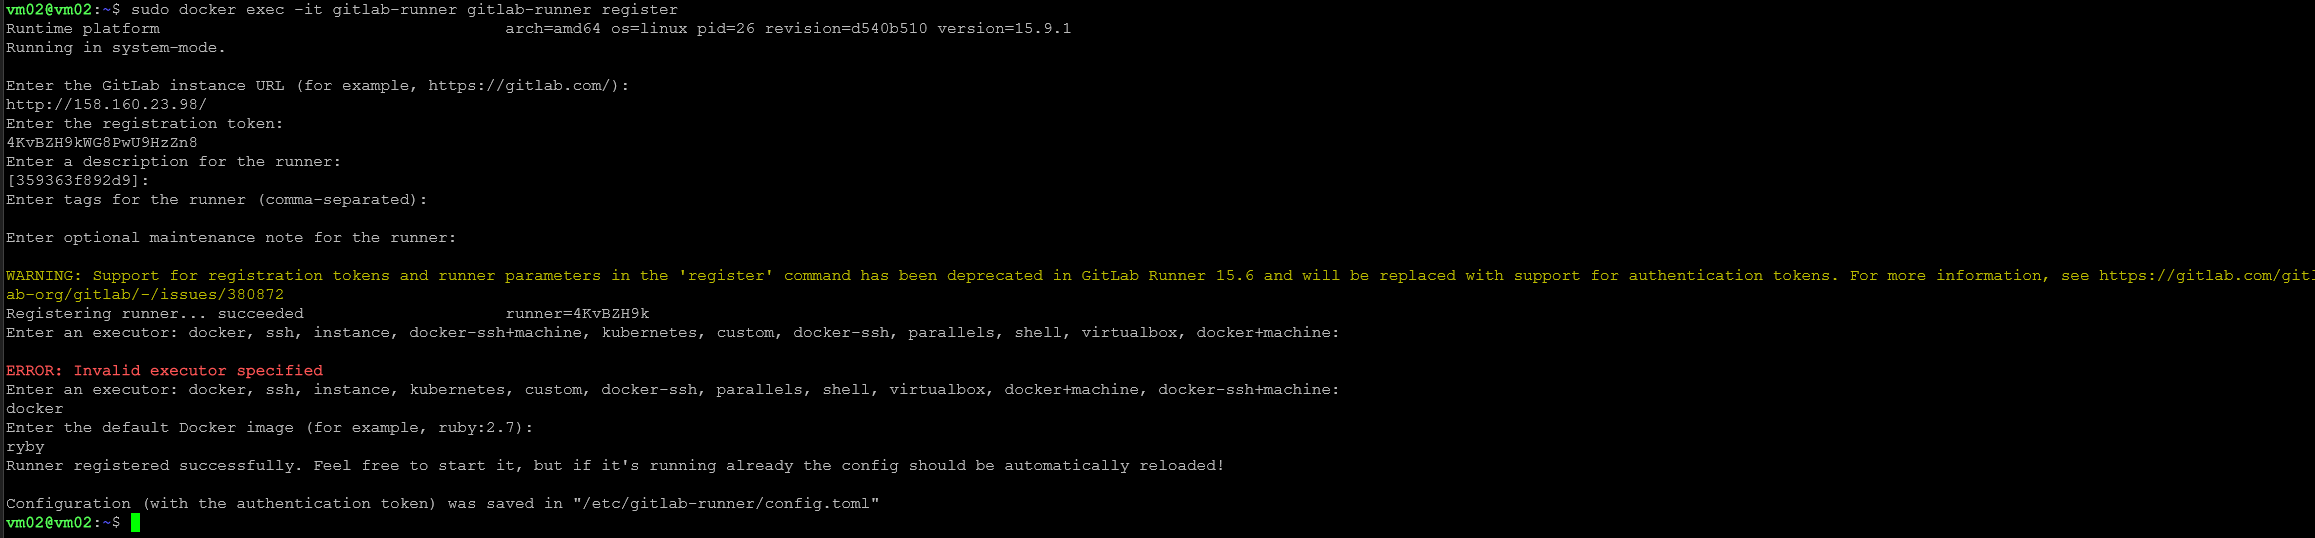 vm02@vm02:~$ sudo docker exec -it gitlab-runner gitlab-runner register
Runtime platform                                    arch=amd64 os=linux pid=26 revision=d540b510 version=15.9.1
Running in system-mode.
Enter the GitLab instance URL (for example, https://gitlab.com/):
http://158.160.23.98/
Enter the registration token:
4KvBZH9kWG8PwU9HzZn8
Enter a description for the runner:
[359363f892d9]:
Enter tags for the runner (comma-separated):
Enter optional maintenance note for the runner:
WARNING: Support for registration tokens and runner parameters in the 'register' command has been deprecated in GitLab Runner 15.6 and will be replaced with support for authentication tokens. For more information, see https://gitlab.com/gitl
ab-org/gitlab/-/issues/380872
Registering runner... succeeded                     runner=4KvBZH9k
Enter an executor: docker, ssh, instance, docker-ssh+machine, kubernetes, custom, docker-ssh, parallels, shell, virtualbox, docker+machine:
ERROR: Invalid executor specified
Enter an executor: docker, ssh, instance, kubernetes, custom, docker-ssh, parallels, shell, virtualbox, docker+machine, docker-ssh+machine:
docker
Enter the default Docker image (for example, ruby:2.7):
ryby
Runner registered successfully. Feel free to start it, but if it's running already the config should be automatically reloaded!
Configuration (with the authentication token) was saved in "/etc/gitlab-runner/config.toml"
vm02@vm02:~$